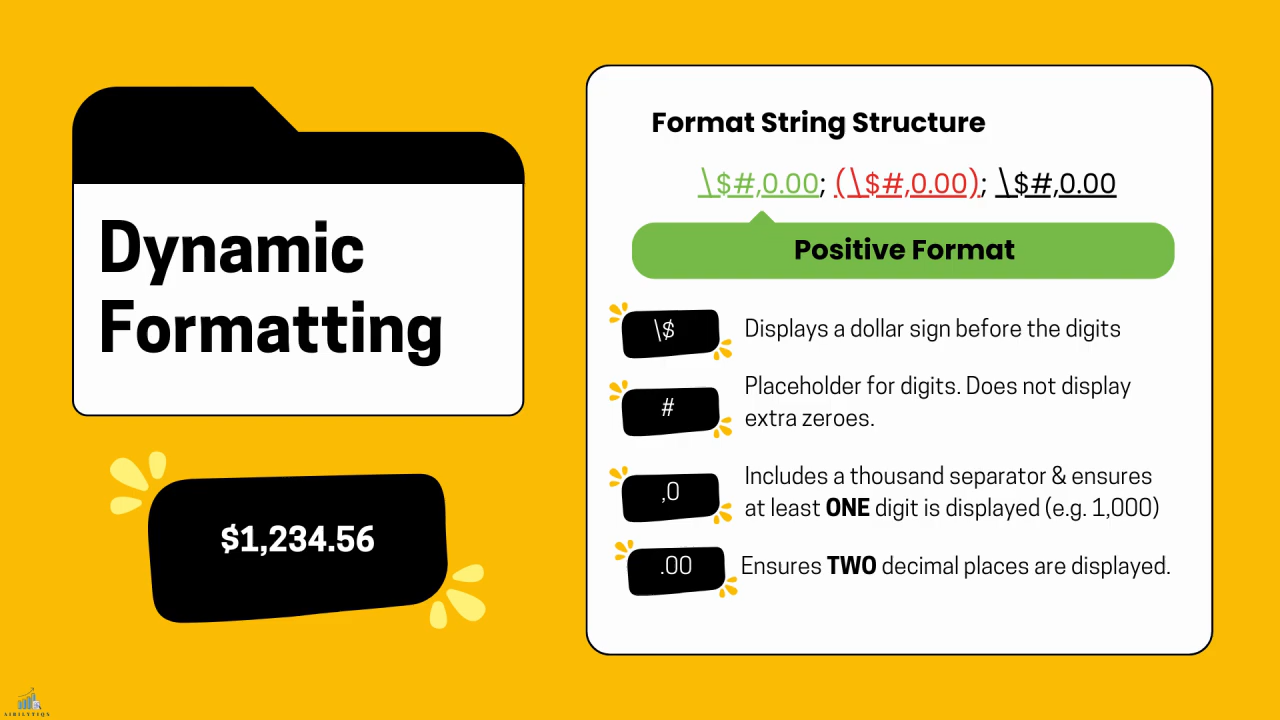 Dynamic
Formatting
$1,234.56
Format String Structure
\$#,0.00; (\$#,0.00); \$#,0.00
Positive Format
\$ Displays a dollar sign before the digits
# Placeholder for digits. Does not display
extra zeroes.
,0 Includes a thousand separator & ensures
at least ONE digit is displayed (e.g. 1,000)
.00 Ensures TWO decimal places are displayed.